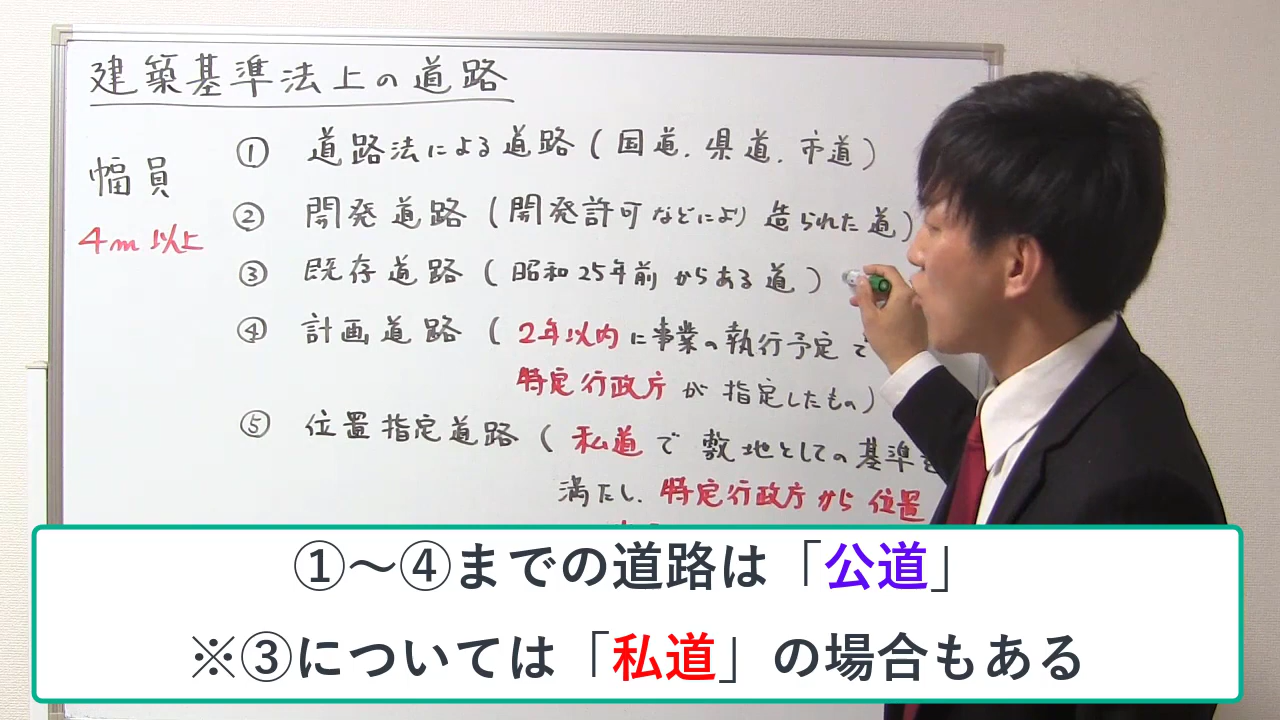 建築基準法上の道路
幅員
4m以上
① 道路法による道路(国道.県道.市道)
② 開発道路(開発許可などにより造られた道)
③ 既存道路(昭和25年前からある道)
④ 計画道路(2年以内に事業の執行予定で
特定行政庁が指定したもの)
⑤ 位置指定道路(私道で敷地としての基準を
満たし.特定行政庁から位置
①〜④までの道路は「公道」
※③については「私道」の場合もある